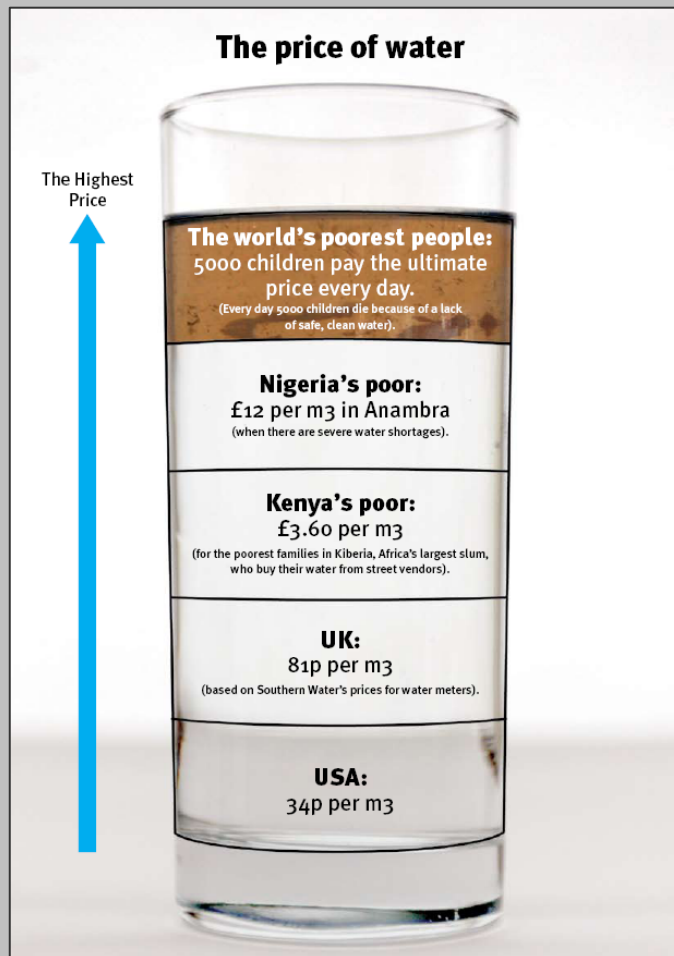 The price of water
The Highest
Price
The world's poorest people:
5000 children pay the ultimate
price every day.
(Every day 5000 children die because of a lack
of safe, clean water).
Nigeria's poor:
£12 per m3 in Anambra
(when there are severe water shortages).
Kenya's poor:
£3.60 per m3
(for the poorest families in Kiberia, Africa's largest slum,
who buy their water from street vendors).
UK:
81p per m3
(based on Southern Water's prices for water meters).
USA:
34p per m3